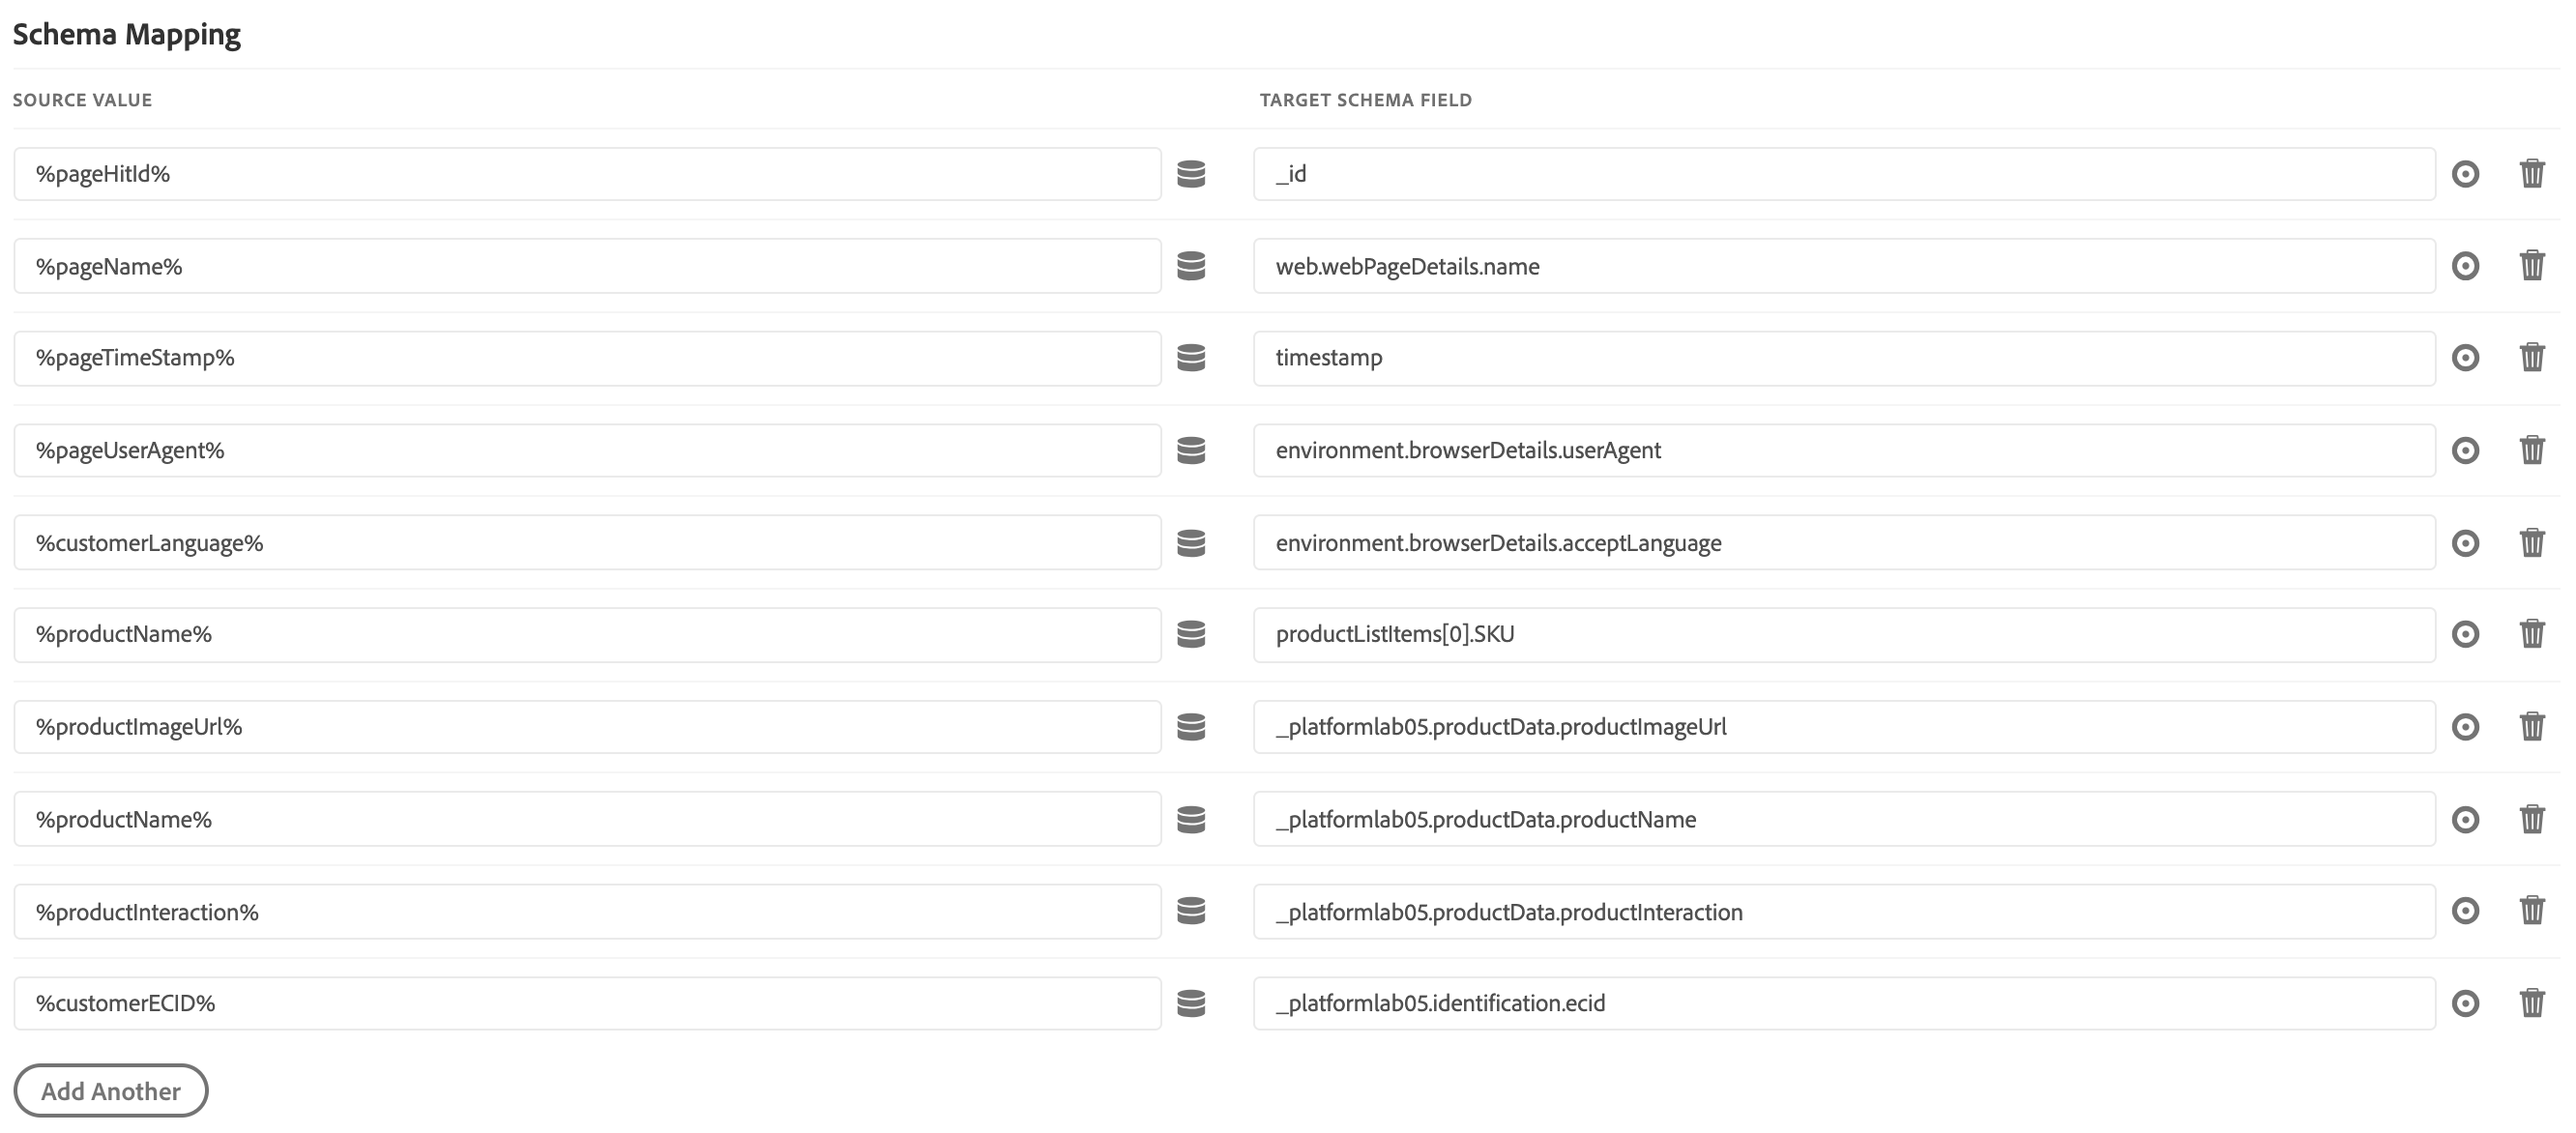 Schema Mapping
SOURCE VALUE TARGET SCHEMA FIELD
%pageHitId% _id
%pageName% web.webPageDetails.name
%pageTimeStamp% timestamp
%pageUserAgent% environment.browserDetails.userAgent
%customerLanguage% environment.browserDetails.acceptLanguage
%productName% productListItems[0].SKU
%productImageUrl% _platformlab05.productData.productImageUrl
%productName% _platformlab05.productData.productName
%productInteraction% _platformlab05.productData.productInteraction
%customerECID% _platformlab05.identification.ecid
Add Another